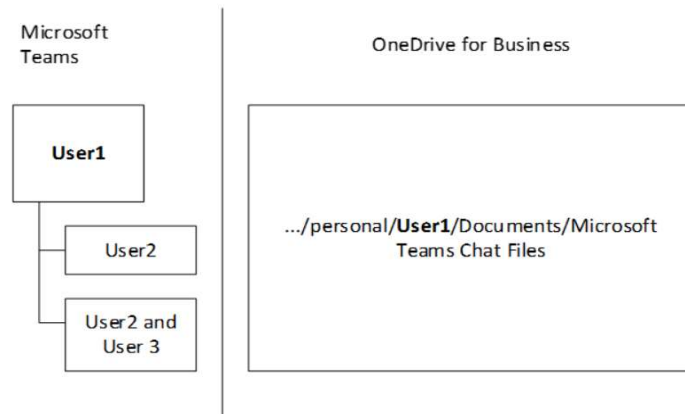 Microsoft
Teams
OneDrive for Business
User1
User2
User2 and
User 3
.../personal/User1/Documents/Microsoft
Teams Chat Files